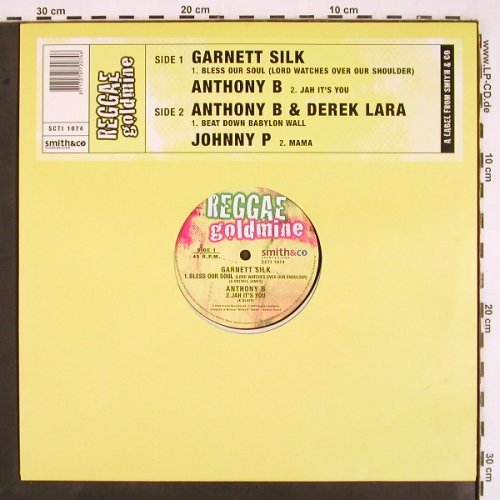 30 cm
20 cm
10 cm
www.LP-CD.de
REGGAE
goldmine
SCTI 1074
smith&co
SIDE 1
GARNETT SILK
1. BLESS OUR SOUL (LORD WATCHES OVER OUR SHOULDER)
ANTHONY B 2. JAH IT'S YOU
SIDE 2
ANTHONY B & DEREK LARA
1. BEAT DOWN BABYLON WALL
JOHNNY P 2. MAMA
A LABEL FROM SMITH & CO
10 cm
20 cm
30 cm
REGGAE
goldmine
SIDE 1
45 R.P.M.
smith&co
SCTI 1074
GARNETT SILK
1. BLESS OUR SOUL (LORD WATCHES OVER OUR SHOULDER)
ANTHONY B
2. JAH IT'S YOU